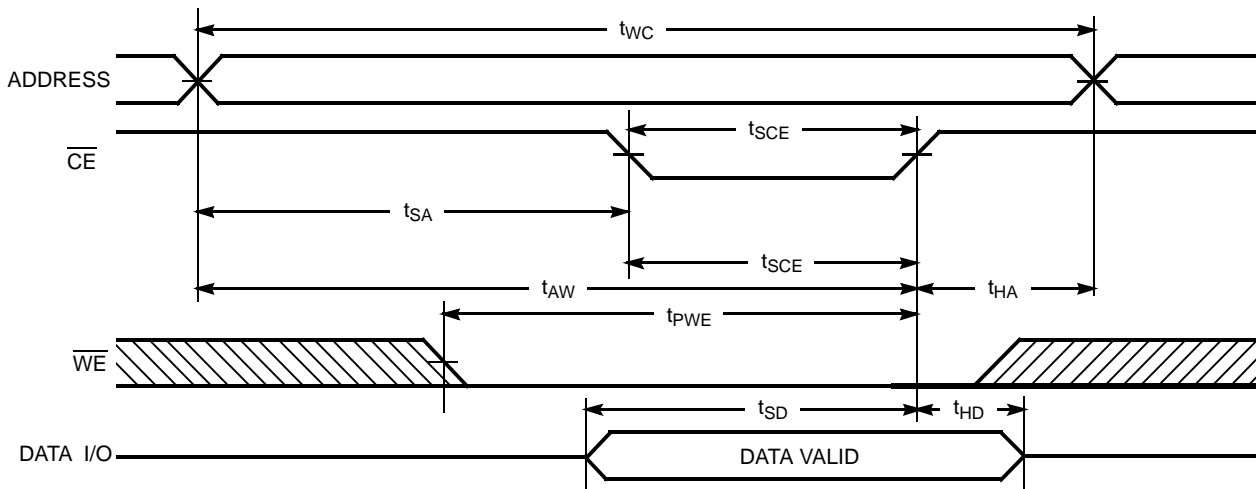 tWC
ADDRESS
tSCE
CE
tSA
tSCE
tAW
tHA
tPWE
WE
tSD
tHD
DATA I/O
DATA VALID